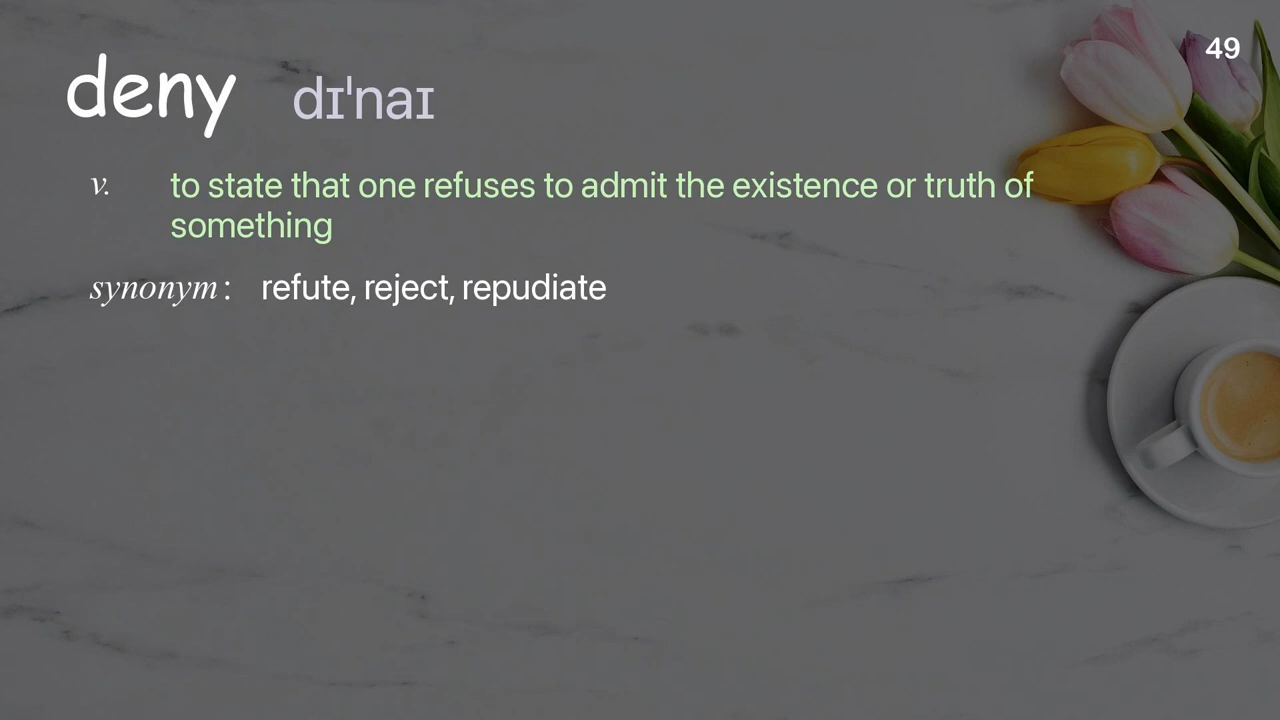 49
deny dɪˈnaɪ
v. to state that one refuses to admit the existence or truth of
something
synonym: refute, reject, repudiate